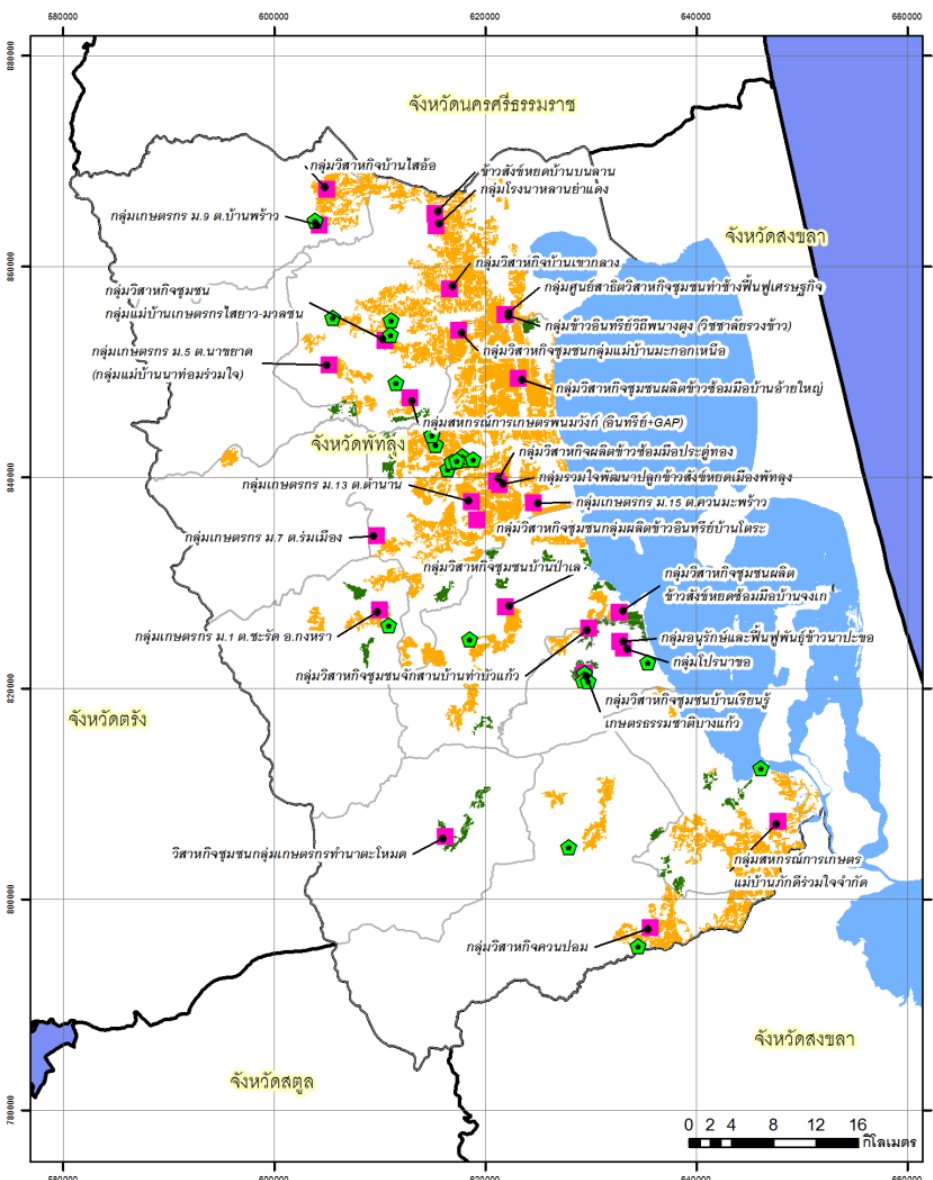 580000 600000 620000 640000 660000
880000
จังหวัดนครศรีธรรมราช
กลุ่มวิสาหกิจบ้านไสอ้อ
ข้าวสังข์หยดบ้านบนลาน
กลุ่มโรงนาหลานย่าแดง
กลุ่มเกษตรกร ม.9 ต.บ้านพร้าว
จังหวัดสงขลา
860000
กลุ่มวิสาหกิจบ้านเขากลาง
กลุ่มวิสาหกิจชุมชน
กลุ่มแม่บ้านเกษตรกรไสยาว-มวลชน
กลุ่มศูนย์สาธิตวิสาหกิจชุมชนทำช้างฟื้นฟูเศรษฐกิจ
กลุ่มข้าวอินทรีย์วิถีพนางตุง (วิชชาลัยรวงข้าว)
กลุ่มวิสาหกิจชุมชนกลุ่มแม่บ้านมะกอกเหนือ
กลุ่มเกษตรกร ม.5 ต.นาขยาด
(กลุ่มแม่บ้านนาท่อมร่วมใจ)
กลุ่มวิสาหกิจชุมชนผลิตข้าวซ้อมมือบ้านอ้ายใหญ่
กลุ่มสหกรณ์การเกษตรพนมวังก์ (อินทรีย์+GAP)
จังหวัดพัทลุง
กลุ่มวิสาหกิจผลิตข้าวซ้อมมือประตูทอง
840000
กลุ่มรวมใจพัฒนาปลูกข้าวสังข์หยดเมืองพัทลุง
กลุ่มเกษตรกร ม.13 ต.ตำนาน
กลุ่มเกษตรกร ม.15 ต.ควนมะพร้าว
กลุ่มวิสาหกิจชุมชนกลุ่มผลิตข้าวอินทรีย์บ้านโตระ
กลุ่มเกษตรกร ม.7 ต.ร่มเมือง
กลุ่มวิสาหกิจชุมชนบ้านป่าเล
กลุ่มวิสาหกิจชุมชนผลิต
ข้าวสังข์หยดซ้อมมือบ้านจงเก
กลุ่มเกษตรกร ม.1 ต.ชะรัด อ.กงหรา
กลุ่มอนุรักษ์และฟื้นฟูพันธุ์ข้าวนาปะขอ
กลุ่มโปรนาขอ
กลุ่มวิสาหกิจชุมชนจักสานบ้านท่าบัวแก้ว
820000
กลุ่มวิสาหกิจชุมชนบ้านเรียนรู้
เกษตรธรรมชาติบางแก้ว
จังหวัดตรัง
วิสาหกิจชุมชนกลุ่มเกษตรกรทำนาตะโหมด
กลุ่มสหกรณ์การเกษตร
แม่บ้านภักดีร่วมใจจำกัด
800000
กลุ่มวิสาหกิจควนปอม
จังหวัดสงขลา
จังหวัดสตูล
780000
0 2 4 8 12 16
กิโลเมตร
580000 600000 620000 640000 660000